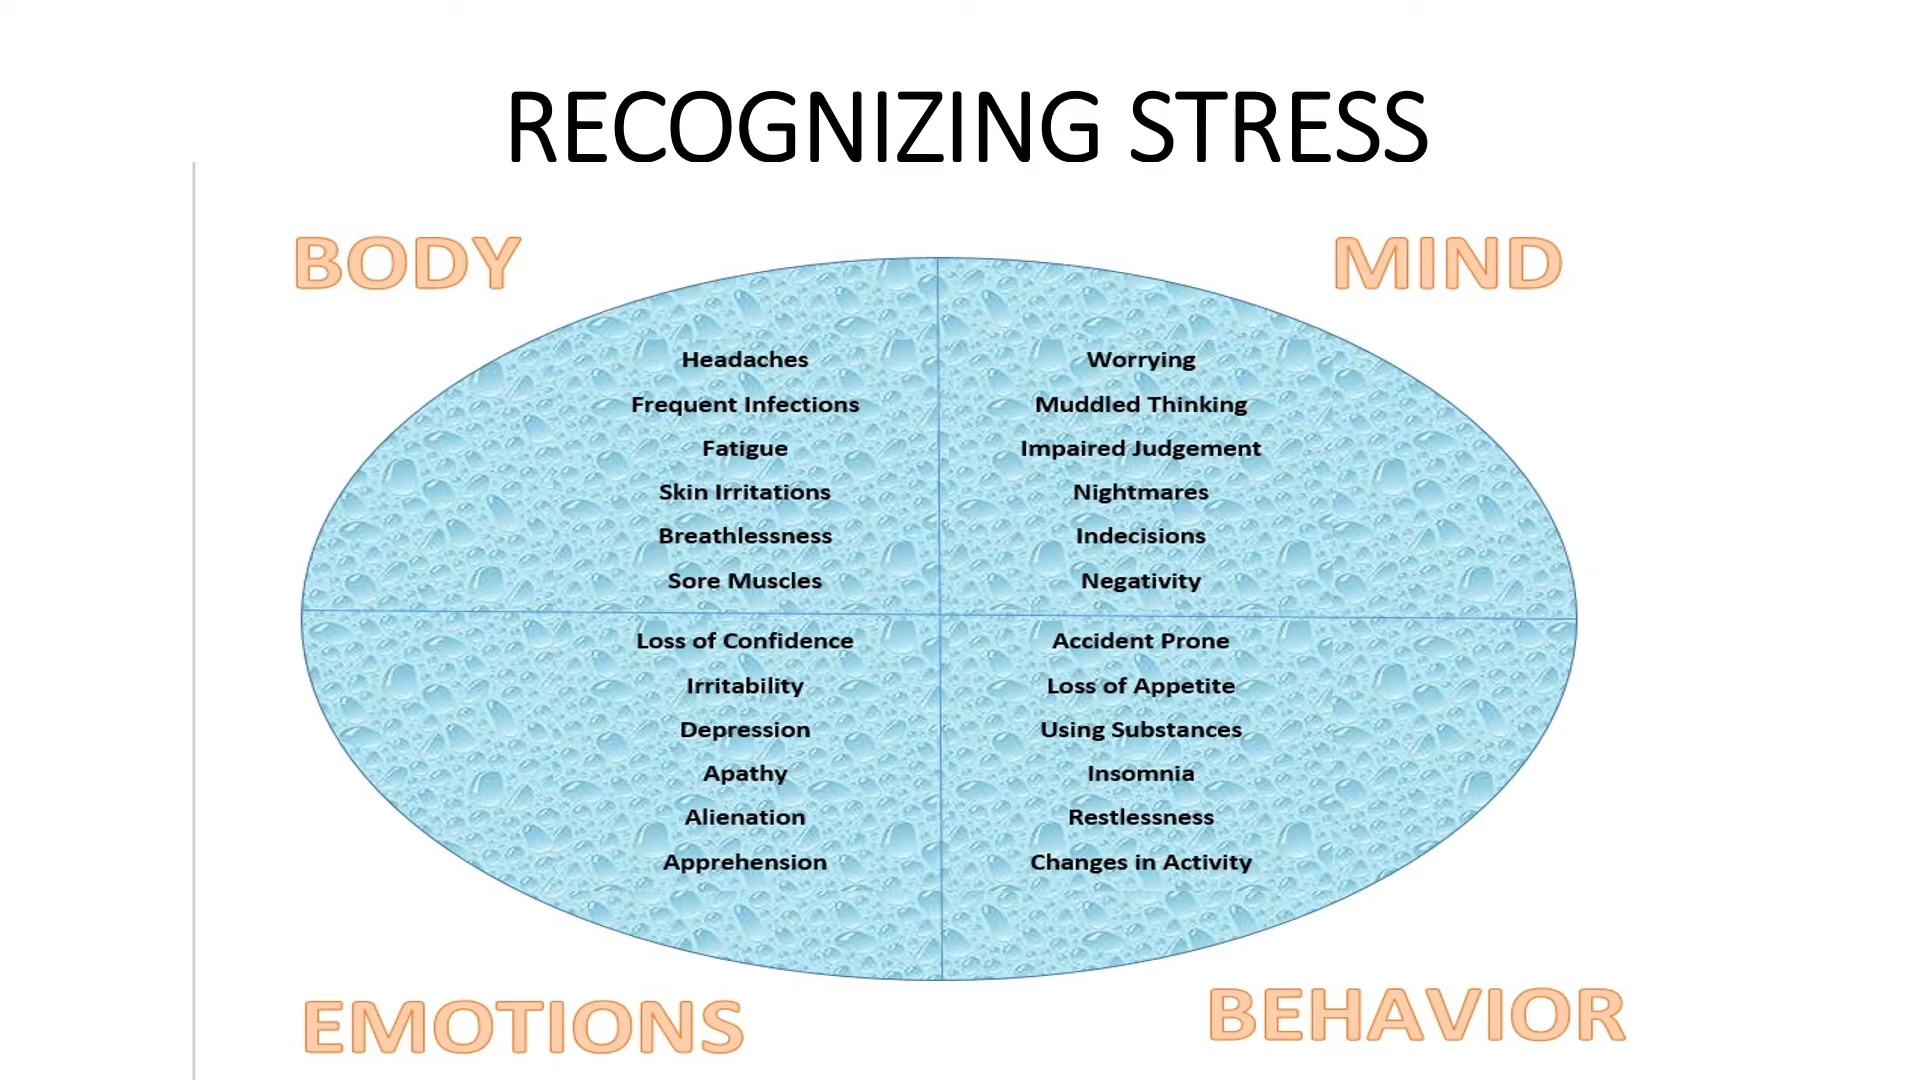 RECOGNIZING STRESS
BODY
MIND
Headaches
Frequent Infections
Fatigue
Skin Irritations
Breathlessness
Sore Muscles
Worrying
Muddled Thinking
Impaired Judgement
Nightmares
Indecisions
Negativity
Loss of Confidence
Irritability
Depression
Apathy
Alienation
Apprehension
Accident Prone
Loss of Appetite
Using Substances
Insomnia
Restlessness
Changes in Activity
EMOTIONS
BEHAVIOR